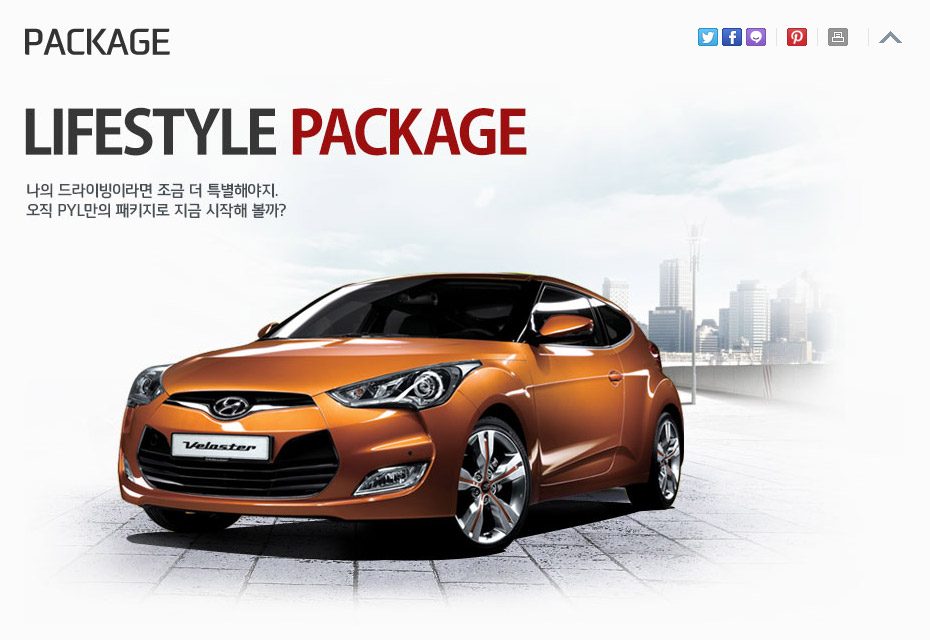 PACKAGE
LIFESTYLE PACKAGE
나의 드라이빙이라면 조금 더 특별해야지.
오직 PYL만의 패키지로 지금 시작해 볼까?
Veloster